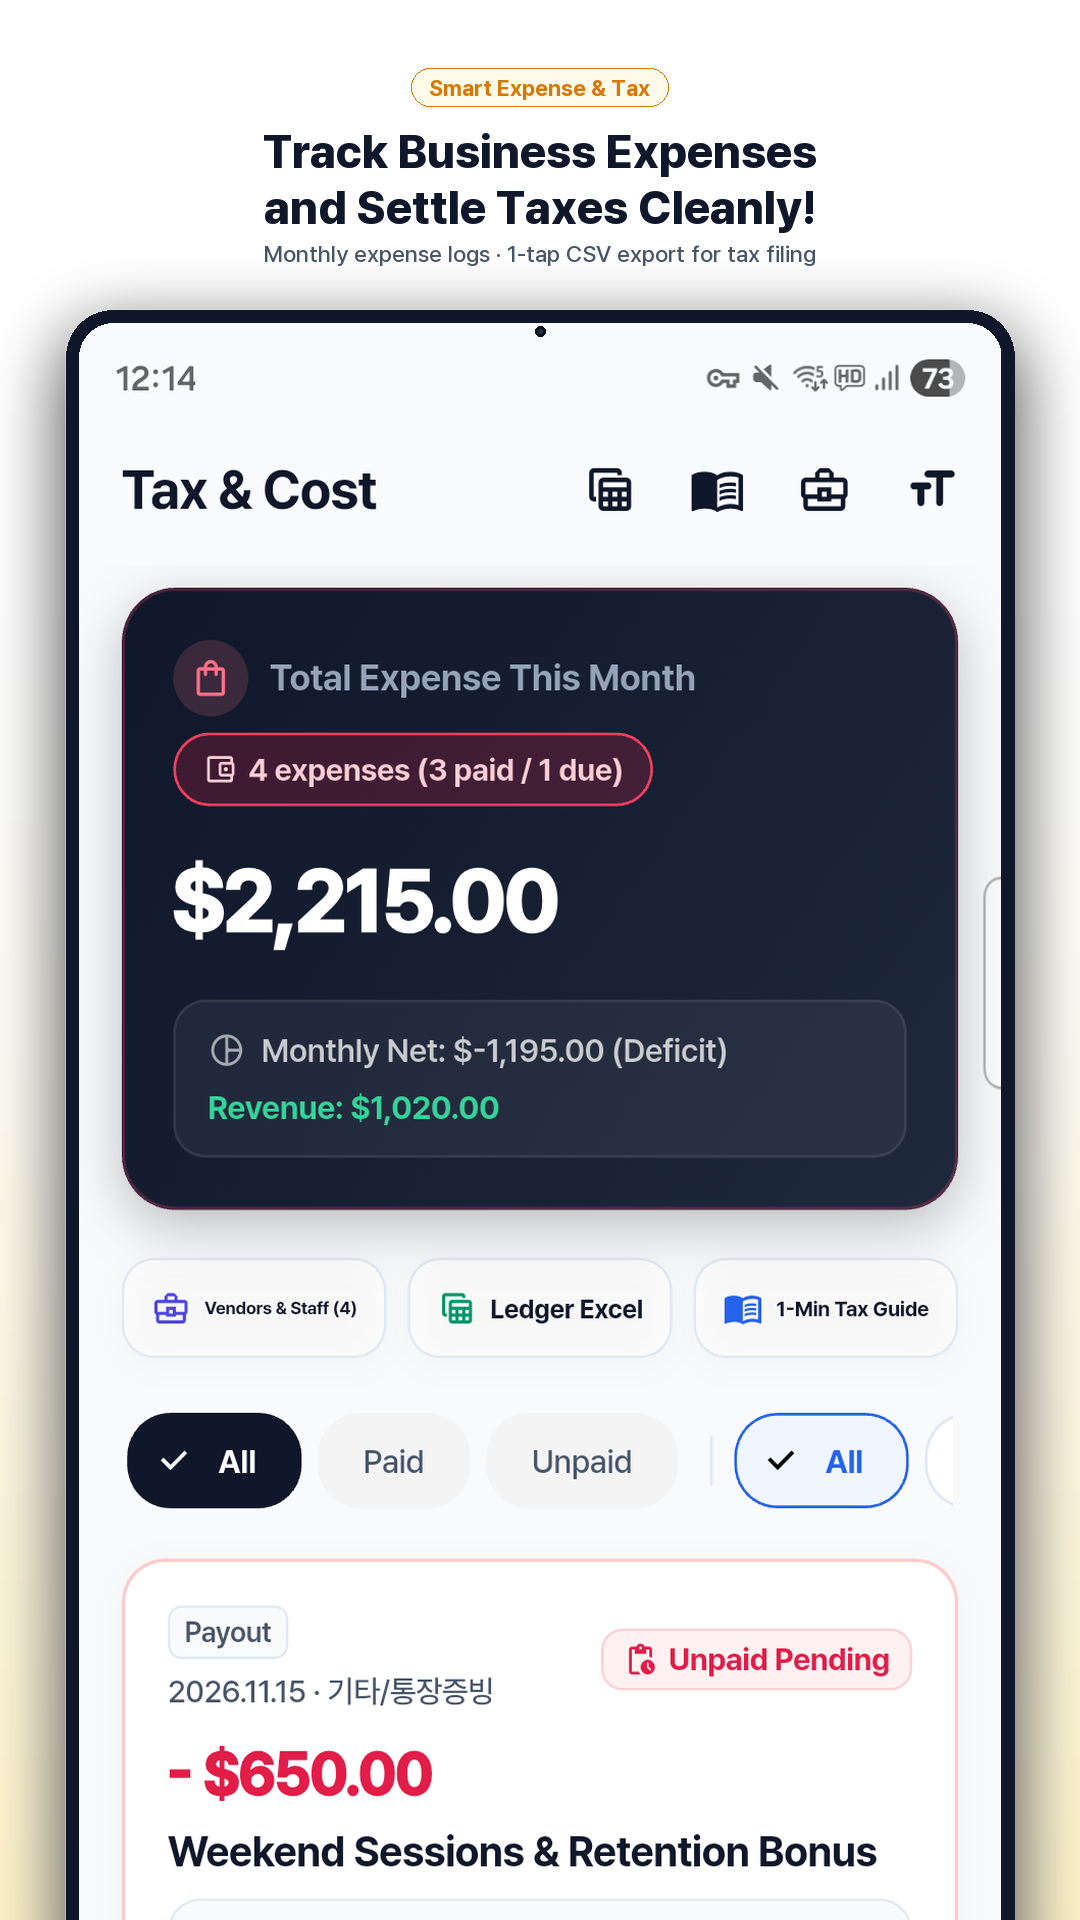 Smart Expense & Tax
Track Business Expenses
and Settle Taxes Cleanly!
Monthly expense logs · 1-tap CSV export for tax filing
12:14
5
HD
73
Tax & Cost
TT
Total Expense This Month
4 expenses (3 paid / 1 due)
$2,215.00
Monthly Net: $-1,195.00 (Deficit)
Revenue: $1,020.00
Vendors & Staff (4)
Ledger Excel
1-Min Tax Guide
All
Paid
Unpaid
All
Payout
Unpaid Pending
2026.11.15 · 기타/통장증빙
- $650.00
Weekend Sessions & Retention Bonus